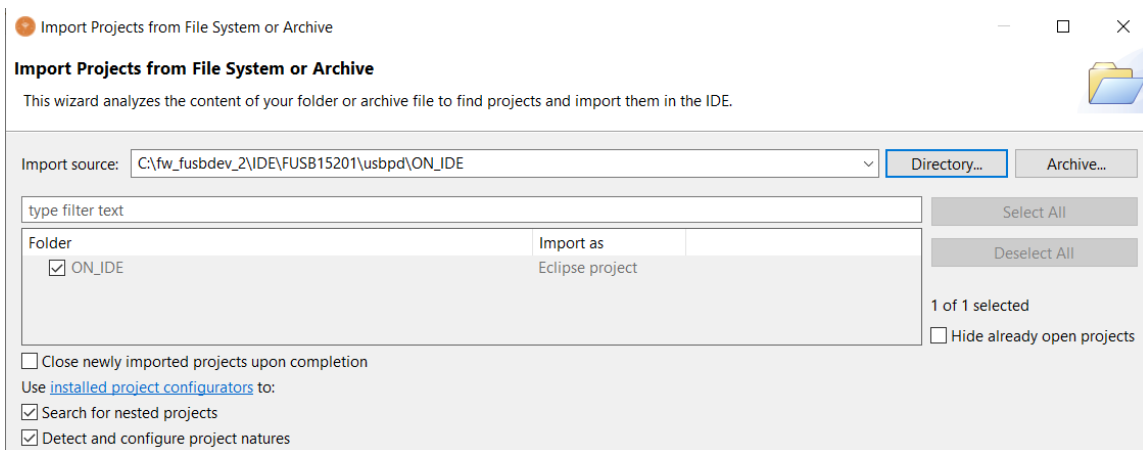 Import Projects from File System or Archive
Import Projects from File System or Archive
This wizard analyzes the content of your folder or archive file to find projects and import them in the IDE.
Import source: C:\fw_fusbdev_2\IDE\FUSB15201\usbpd\ON_IDE Directory... Archive...
type filter text Select All
Folder Import as
Deselect All
ON_IDE Eclipse project
1 of 1 selected
Hide already open projects
Close newly imported projects upon completion
Use installed project configurators to:
Search for nested projects
Detect and configure project natures